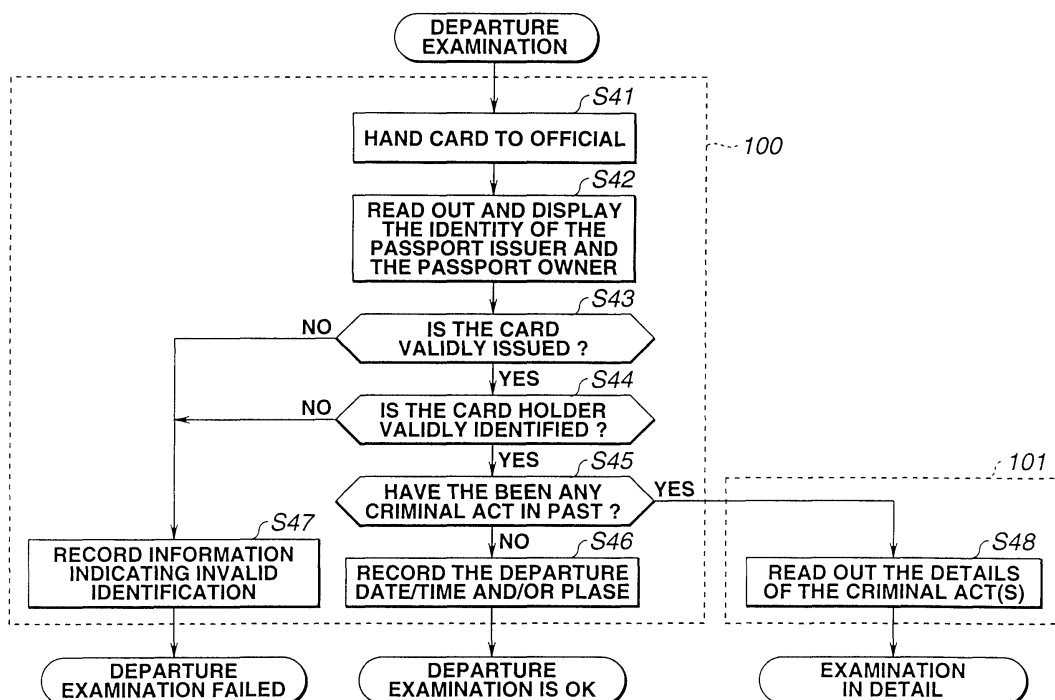 DEPARTURE
EXAMINATION
S41
HAND CARD TO OFFICIAL
100
S42
READ OUT AND DISPLAY
THE IDENTITY OF THE
PASSPORT ISSUER AND
THE PASSPORT OWNER
S43
NO
IS THE CARD
VALIDLY ISSUED ?
YES
S44
NO
IS THE CARD HOLDER
VALIDLY IDENTIFIED ?
YES
S45
HAVE THE BEEN ANY
CRIMINAL ACT IN PAST ?
YES
101
NO
S47
RECORD INFORMATION
INDICATING INVALID
IDENTIFICATION
S46
RECORD THE DEPARTURE
DATE/TIME AND/OR PLASE
S48
READ OUT THE DETAILS
OF THE CRIMINAL ACT(S)
DEPARTURE
EXAMINATION FAILED
DEPARTURE
EXAMINATION IS OK
EXAMINATION
IN DETAIL